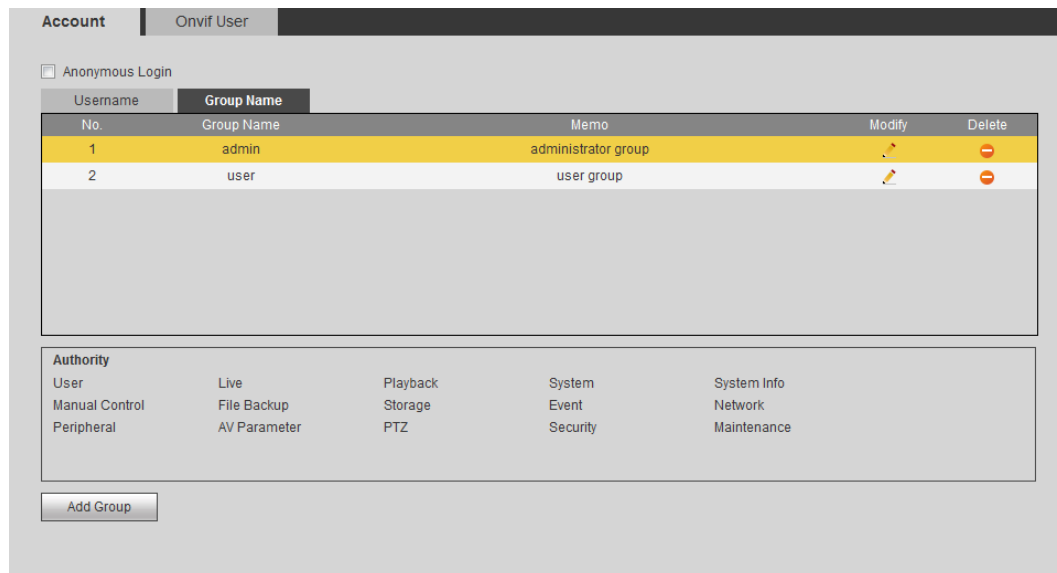 Account Onvif User
Anonymous Login
Username Group Name
No. Group Name Memo Modify Delete
1 admin administrator group
2 user user group
Authority
User Live Playback System System Info
Manual Control File Backup Storage Event Network
Peripheral AV Parameter PTZ Security Maintenance
Add Group